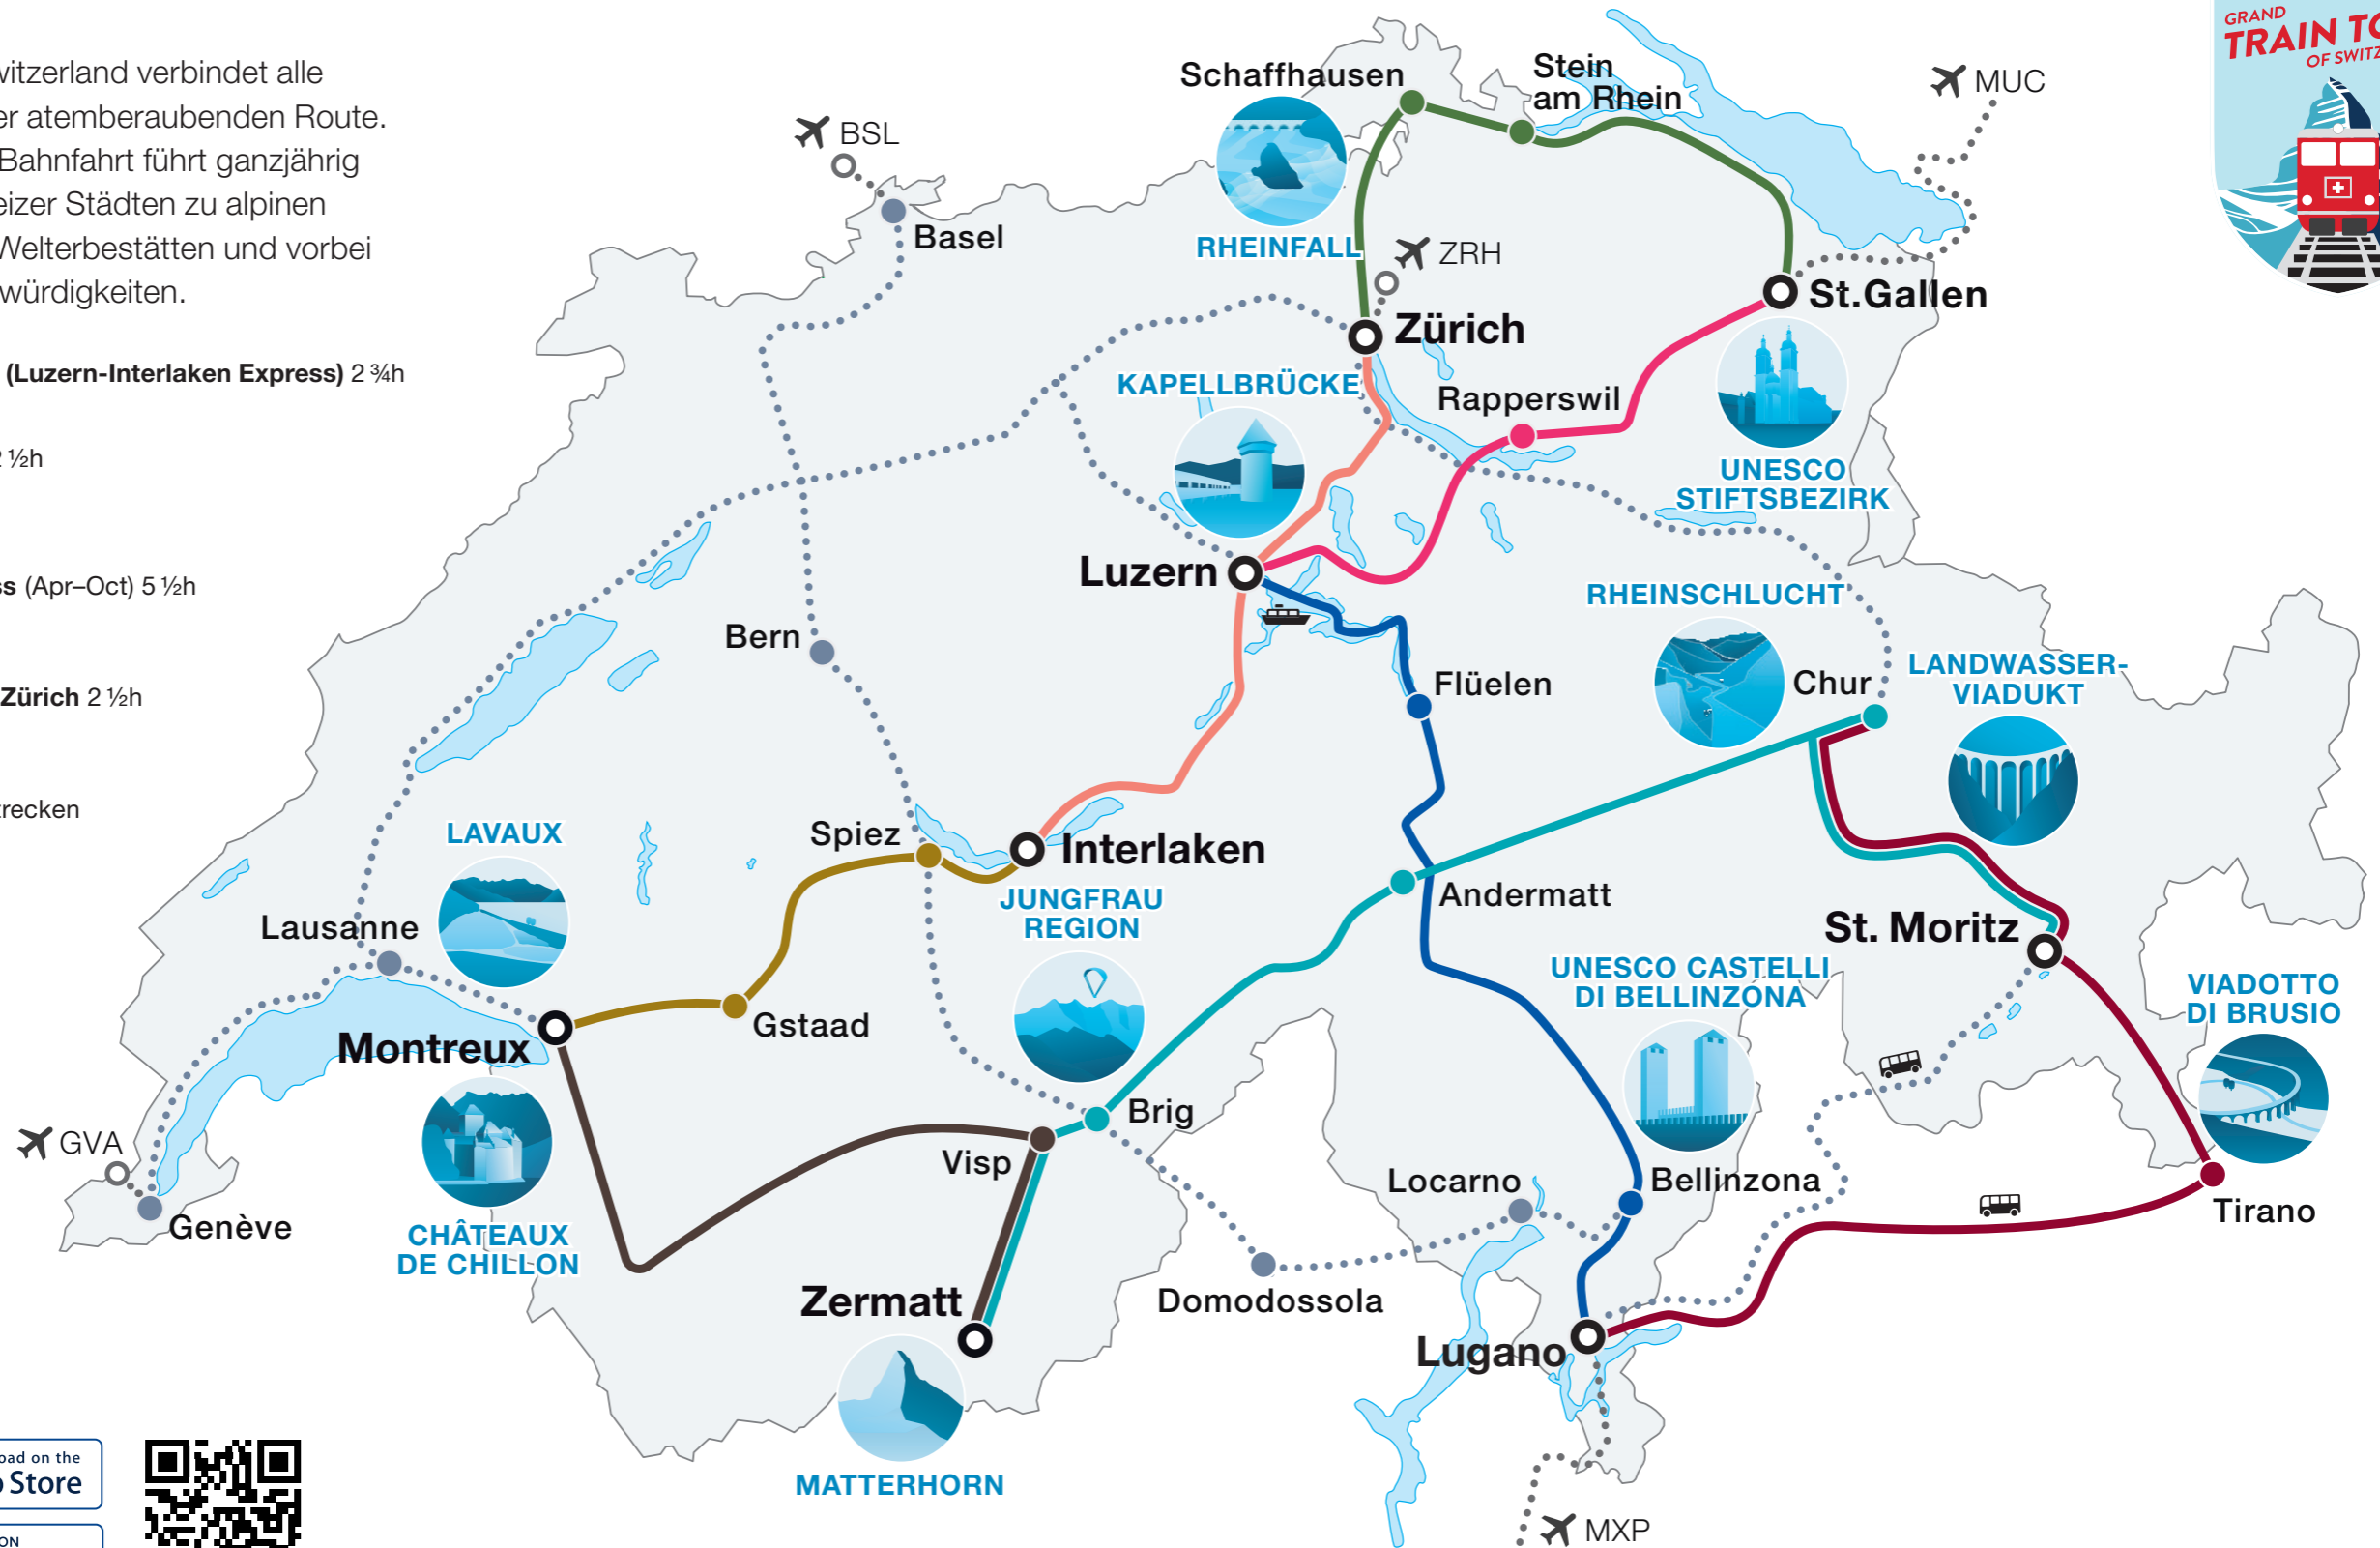 witzerland verbindet alle
er atemberaubenden Route.
Bahnfahrt führt ganzjährig
eizer Städten zu alpinen
Welterbestätten und vorbei
würdigkeiten.
(Luzern-Interlaken Express) 2 ¾h
2 ½h
ss (Apr–Oct) 5 ½h
Zürich 2 ½h
trecken
GRAND
TRAIN TO
OF SWITZ
MUC
Schaffhausen
Stein
am Rhein
BSL
Basel
RHEINFALL
ZRH
St.Gallen
Zürich
KAPELLBRÜCKE
Rapperswil
UNESCO
STIFTSBEZIRK
Luzern
RHEINSCHLUCHT
Bern
Flüelen
Chur
LANDWASSER-
VIADUKT
LAVAUX
Spiez
Interlaken
JUNGFRAU
REGION
Andermatt
Lausanne
St. Moritz
UNESCO CASTELLI
DI BELLINZONA
VIADOTTO
DI BRUSIO
Montreux
Gstaad
Brig
GVA
Visp
Locarno
Bellinzona
Tirano
Genève
CHÂTEAUX
DE CHILLON
Zermatt
Domodossola
Lugano
MATTERHORN
MXP
oad on the
p Store
ON